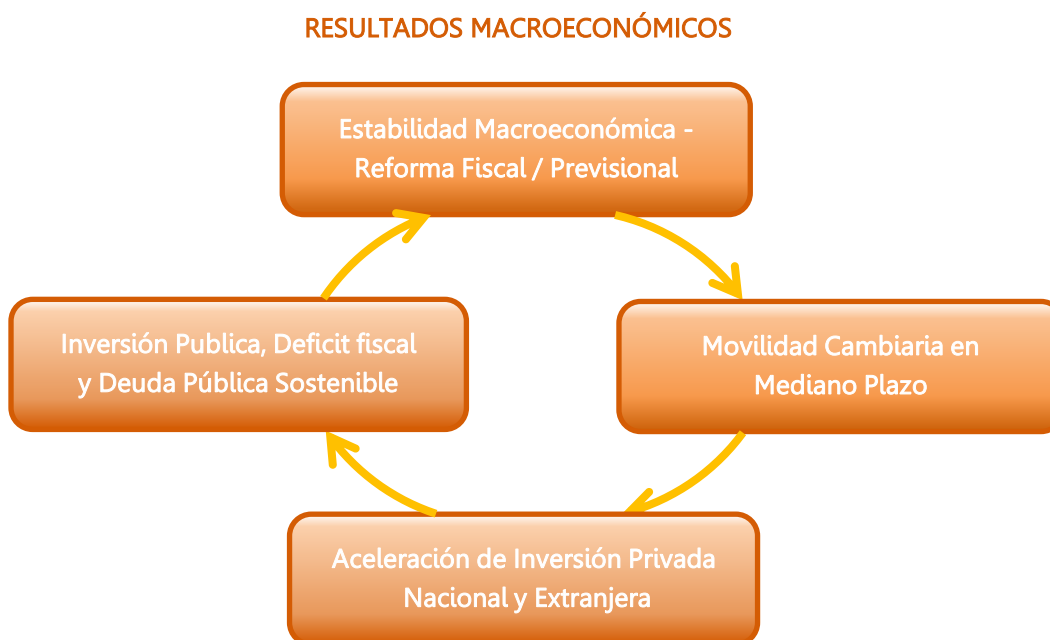 RESULTADOS MACROECONÓMICOS
Estabilidad Macroeconómica -
Reforma Fiscal / Previsional
Inversión Publica, Deficit fiscal
y Deuda Pública Sostenible
Movilidad Cambiaria en
Mediano Plazo
Aceleración de Inversión Privada
Nacional y Extranjera